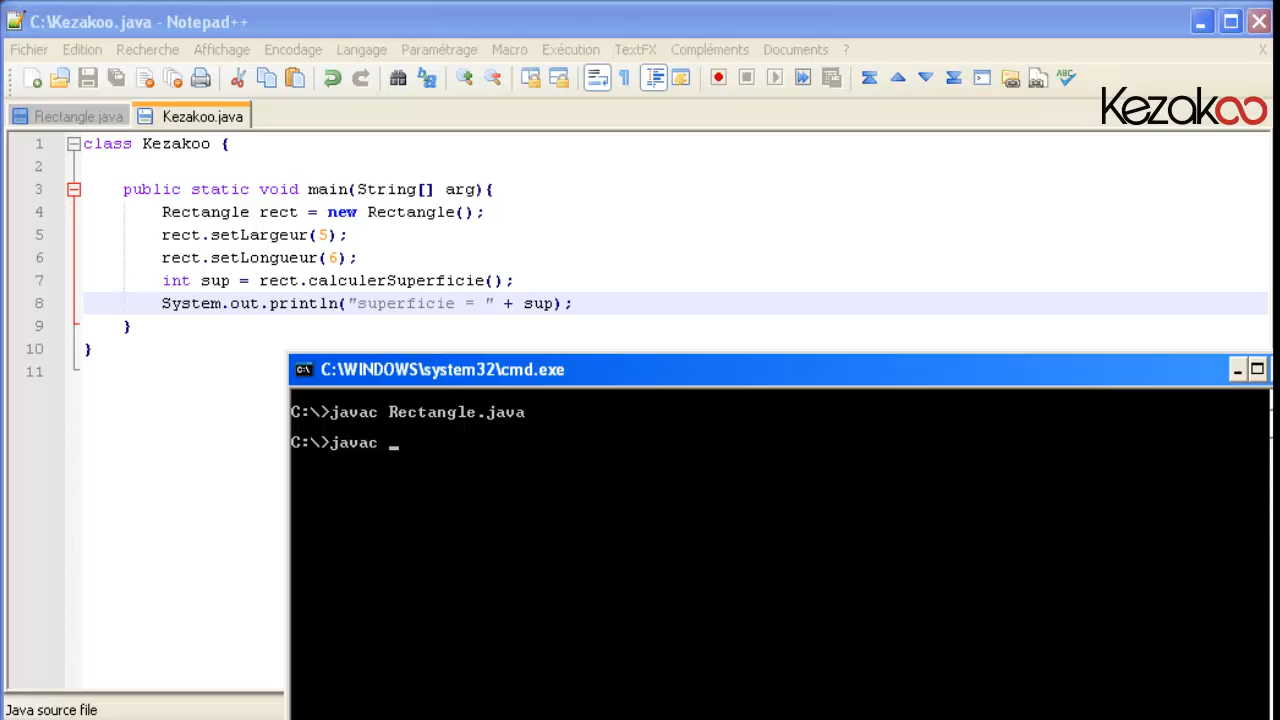 C:\Kezakoo.java - Notepad++
Fichier Edition Recherche Affichage Encodage Langage Paramétrage Macro Exécution TextFX Compléments Documents ? X
Rectangle.java Kezakoo.java
Kezakoo
1 class Kezakoo {
2
3 public static void main(String[] arg){
4 Rectangle rect = new Rectangle();
5 rect.setLargeur(5);
6 rect.setLongueur(6);
7 int sup = rect.calculerSuperficie();
8 System.out.println("superficie = " + sup);
9 }
10 }
11
C:\WINDOWS\system32\cmd.exe
C:\>javac Rectangle.java
C:\>javac _
Java source file